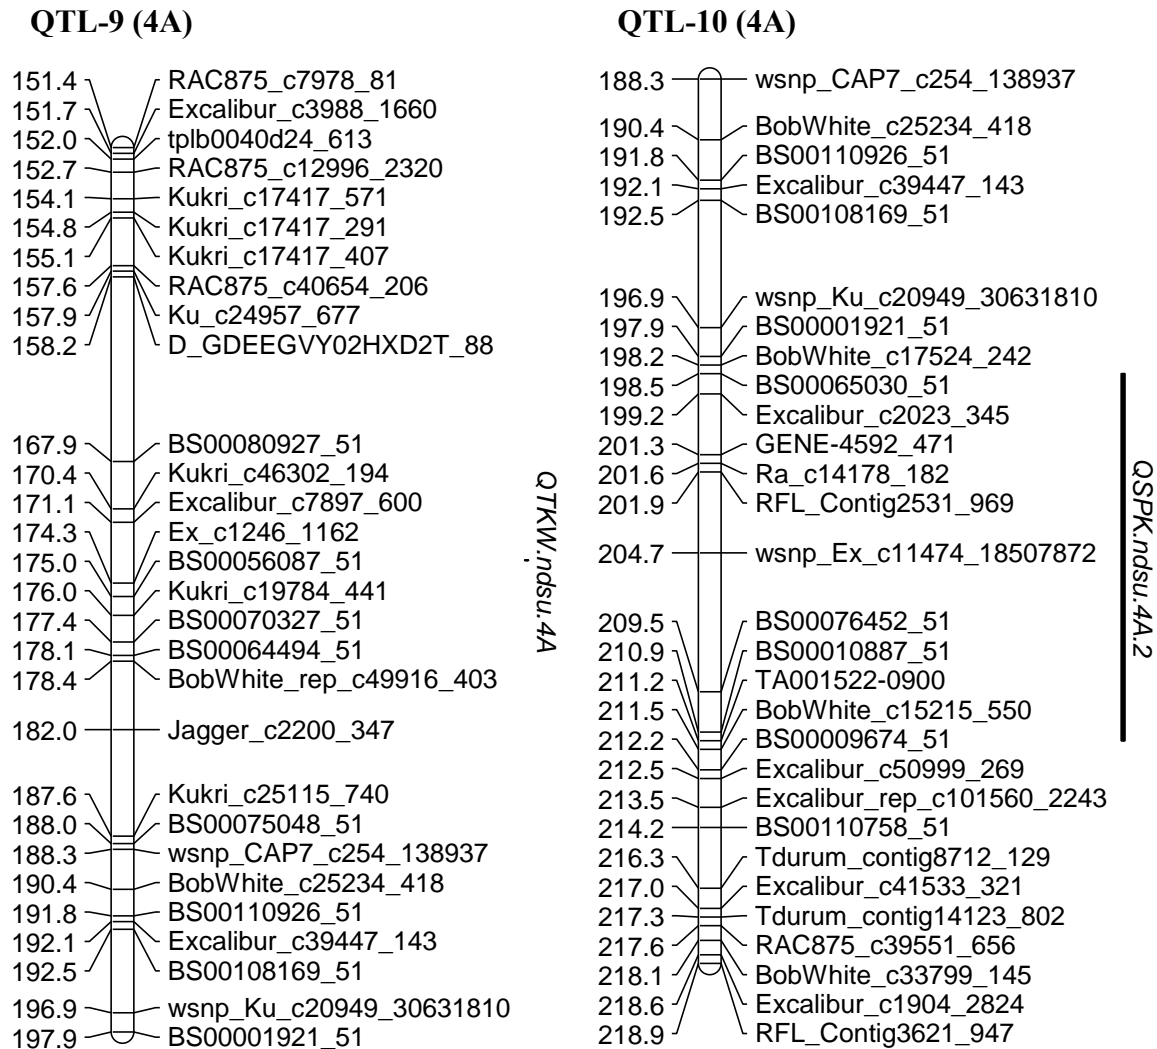 QTL-9 (4A)
151.4 RAC875_c7978_81
151.7 Excalibur_c3988_1660
152.0 tplb0040d24_613
152.7 RAC875_c12996_2320
154.1 Kukri_c17417_571
154.8 Kukri_c17417_291
155.1 Kukri_c17417_407
157.6 RAC875_c40654_206
157.9 Ku_c24957_677
158.2 D_GDEEGVY02HXD2T_88
167.9 BS00080927_51
170.4 Kukri_c46302_194
171.1 Excalibur_c7897_600
174.3 Ex_c1246_1162
175.0 BS00056087_51
176.0 Kukri_c19784_441
177.4 BS00070327_51
178.1 BS00064494_51
178.4 BobWhite_rep_c49916_403
182.0 Jagger_c2200_347
187.6 Kukri_c25115_740
188.0 BS00075048_51
188.3 wsnp_CAP7_c254_138937
190.4 BobWhite_c25234_418
191.8 BS00110926_51
192.1 Excalibur_c39447_143
192.5 BS00108169_51
196.9 wsnp_Ku_c20949_30631810
197.9 BS00001921_51
QTKW.ndsu.4A
QTL-10 (4A)
188.3 wsnp_CAP7_c254_138937
190.4 BobWhite_c25234_418
191.8 BS00110926_51
192.1 Excalibur_c39447_143
192.5 BS00108169_51
196.9 wsnp_Ku_c20949_30631810
197.9 BS00001921_51
198.2 BobWhite_c17524_242
198.5 BS00065030_51
199.2 Excalibur_c2023_345
201.3 GENE-4592_471
201.6 Ra_c14178_182
201.9 RFL_Contig2531_969
204.7 wsnp_Ex_c11474_18507872
209.5 BS00076452_51
210.9 BS00010887_51
211.2 TA001522-0900
211.5 BobWhite_c15215_550
212.2 BS00009674_51
212.5 Excalibur_c50999_269
213.5 Excalibur_rep_c101560_2243
214.2 BS00110758_51
216.3 Tdurum_contig8712_129
217.0 Excalibur_c41533_321
217.3 Tdurum_contig14123_802
217.6 RAC875_c39551_656
218.1 BobWhite_c33799_145
218.6 Excalibur_c1904_2824
218.9 RFL_Contig3621_947
QSPK.ndsu.4A.2